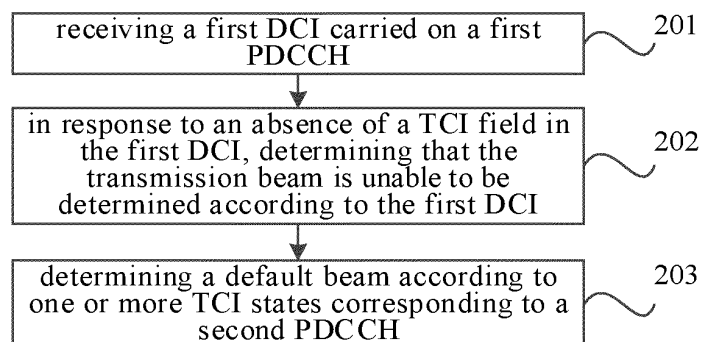 receiving a first DCI carried on a first
PDCCH
201
in response to an absence of a TCI field in
the first DCI, determining that the
transmission beam is unable to be
determined according to the first DCI
202
determining a default beam according to
one or more TCI states corresponding to a
second PDCCH
203